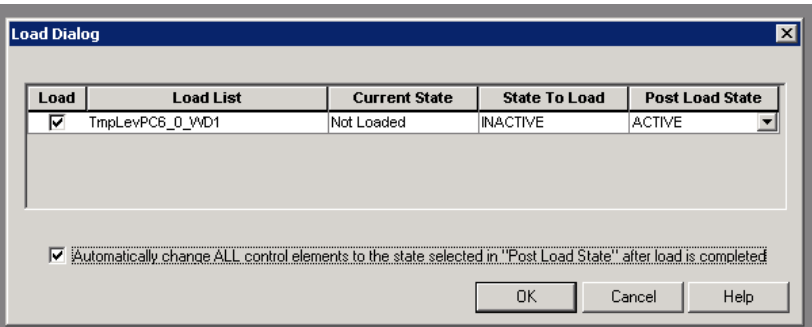 Load Dialog
Load Load List Current State State To Load Post Load State
TmpLevPC6_0_WD1 Not Loaded INACTIVE ACTIVE
Automatically change ALL control elements to the state selected in "Post Load State" after load is completed
OK Cancel Help